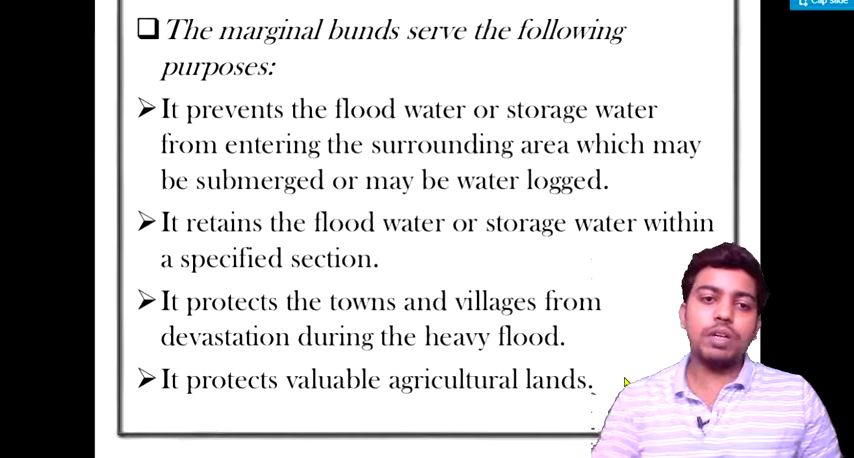 Clip slide
❑ The marginal bunds serve the following
purposes:
➢ It prevents the flood water or storage water
from entering the surrounding area which may
be submerged or may be water logged.
➢ It retains the flood water or storage water within
a specified section.
➢ It protects the towns and villages from
devastation during the heavy flood.
➢ It protects valuable agricultural lands.